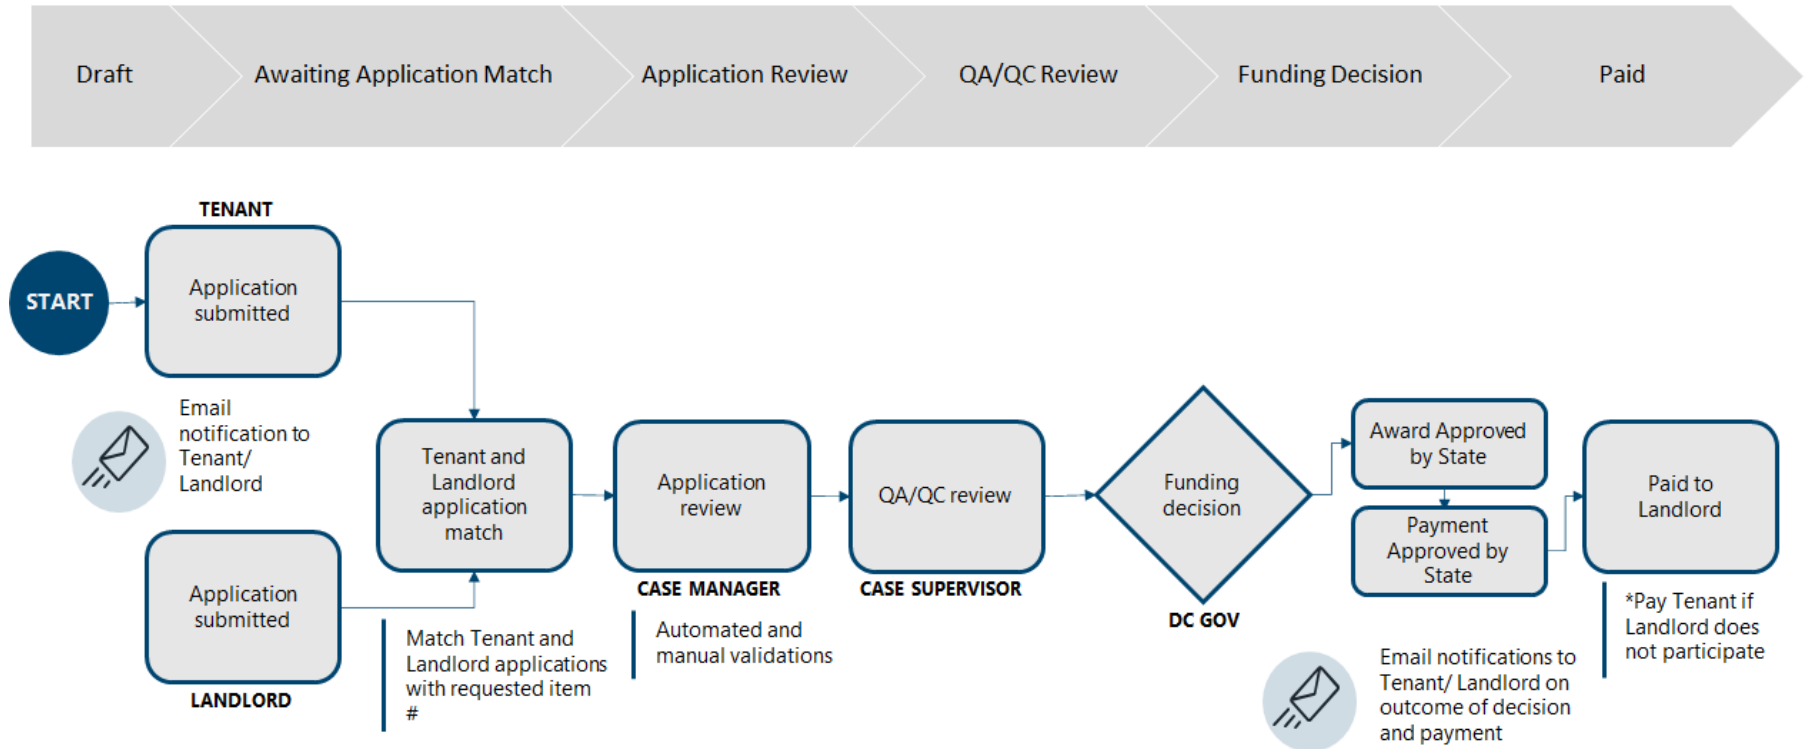 Draft
Awaiting Application Match
Application Review
QA/QC Review
Funding Decision
Paid
TENANT
START
Application
submitted
Email
notification to
Tenant/
Landlord
Application
submitted
LANDLORD
Tenant and
Landlord
application
match
Match Tenant and
Landlord applications
with requested item
#
Application
review
CASE MANAGER
Automated and
manual validations
QA/QC review
CASE SUPERVISOR
Funding
decision
DC GOV
Award Approved
by State
Payment
Approved by
State
Email notifications to
Tenant/ Landlord on
outcome of decision
and payment
Paid to
Landlord
*Pay Tenant if
Landlord does
not participate